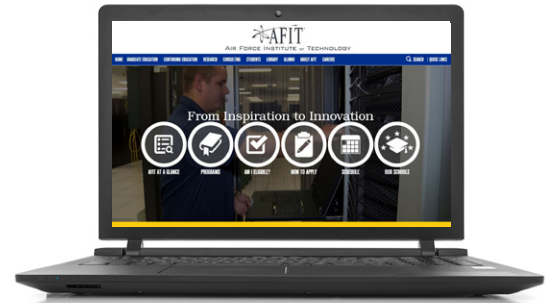 AFIT
AIR FORCE INSTITUTE OF TECHNOLOGY
HOME GRADUATE EDUCATION CONTINUING EDUCATION RESEARCH CONSULTING STUDENTS LIBRARY ALUMNI ABOUT AFIT CAREERS SEARCH | QUICK LINKS
From Inspiration to Innovation
AFIT AT A GLANCE PROGRAMS AM I ELIGIBLE? HOW TO APPLY SCHEDULE OUR SCHOOLS